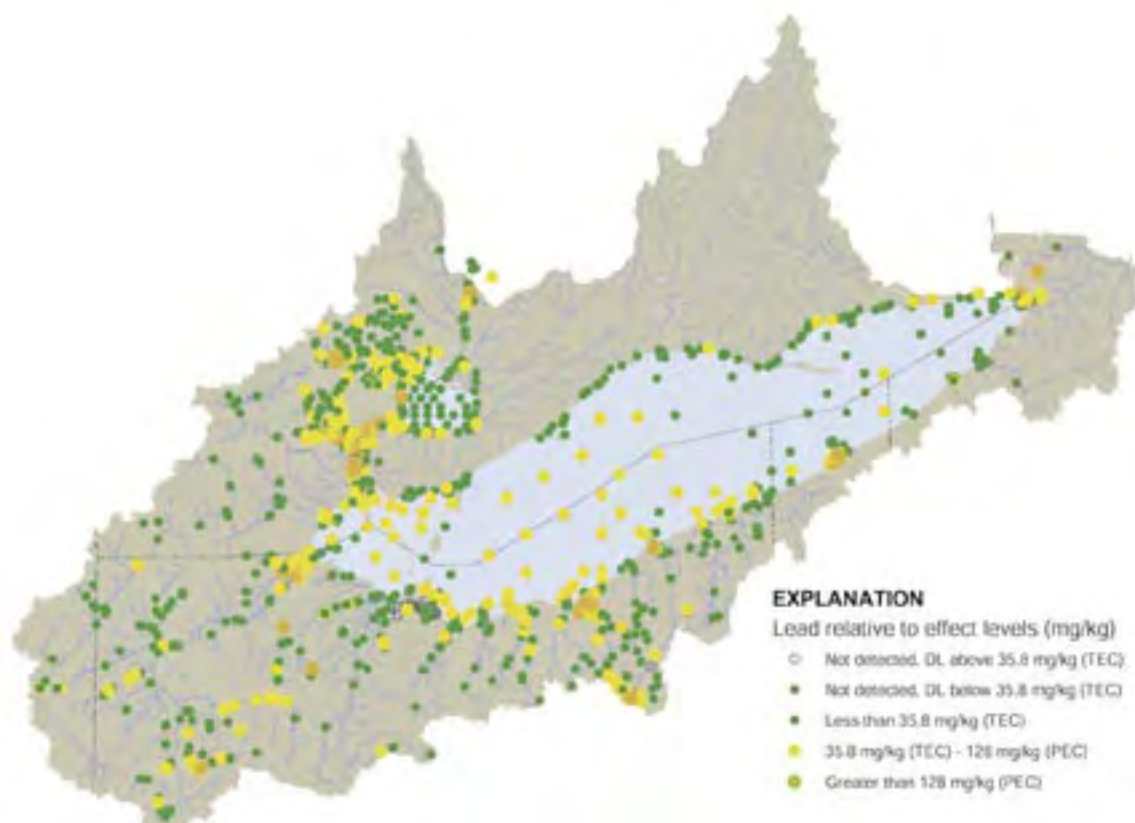 EXPLANATION
Lead relative to effect levels (mg/kg)
Not detected. DL above 35.8 mg/kg (TEC)
Not detected. DL below 35.8 mg/kg (TEC)
Less than 35.8 mg/kg (TEC)
35.8 mg/kg (TEC) - 128 mg/kg (PEC)
Greater than 128 mg/kg (PEC)